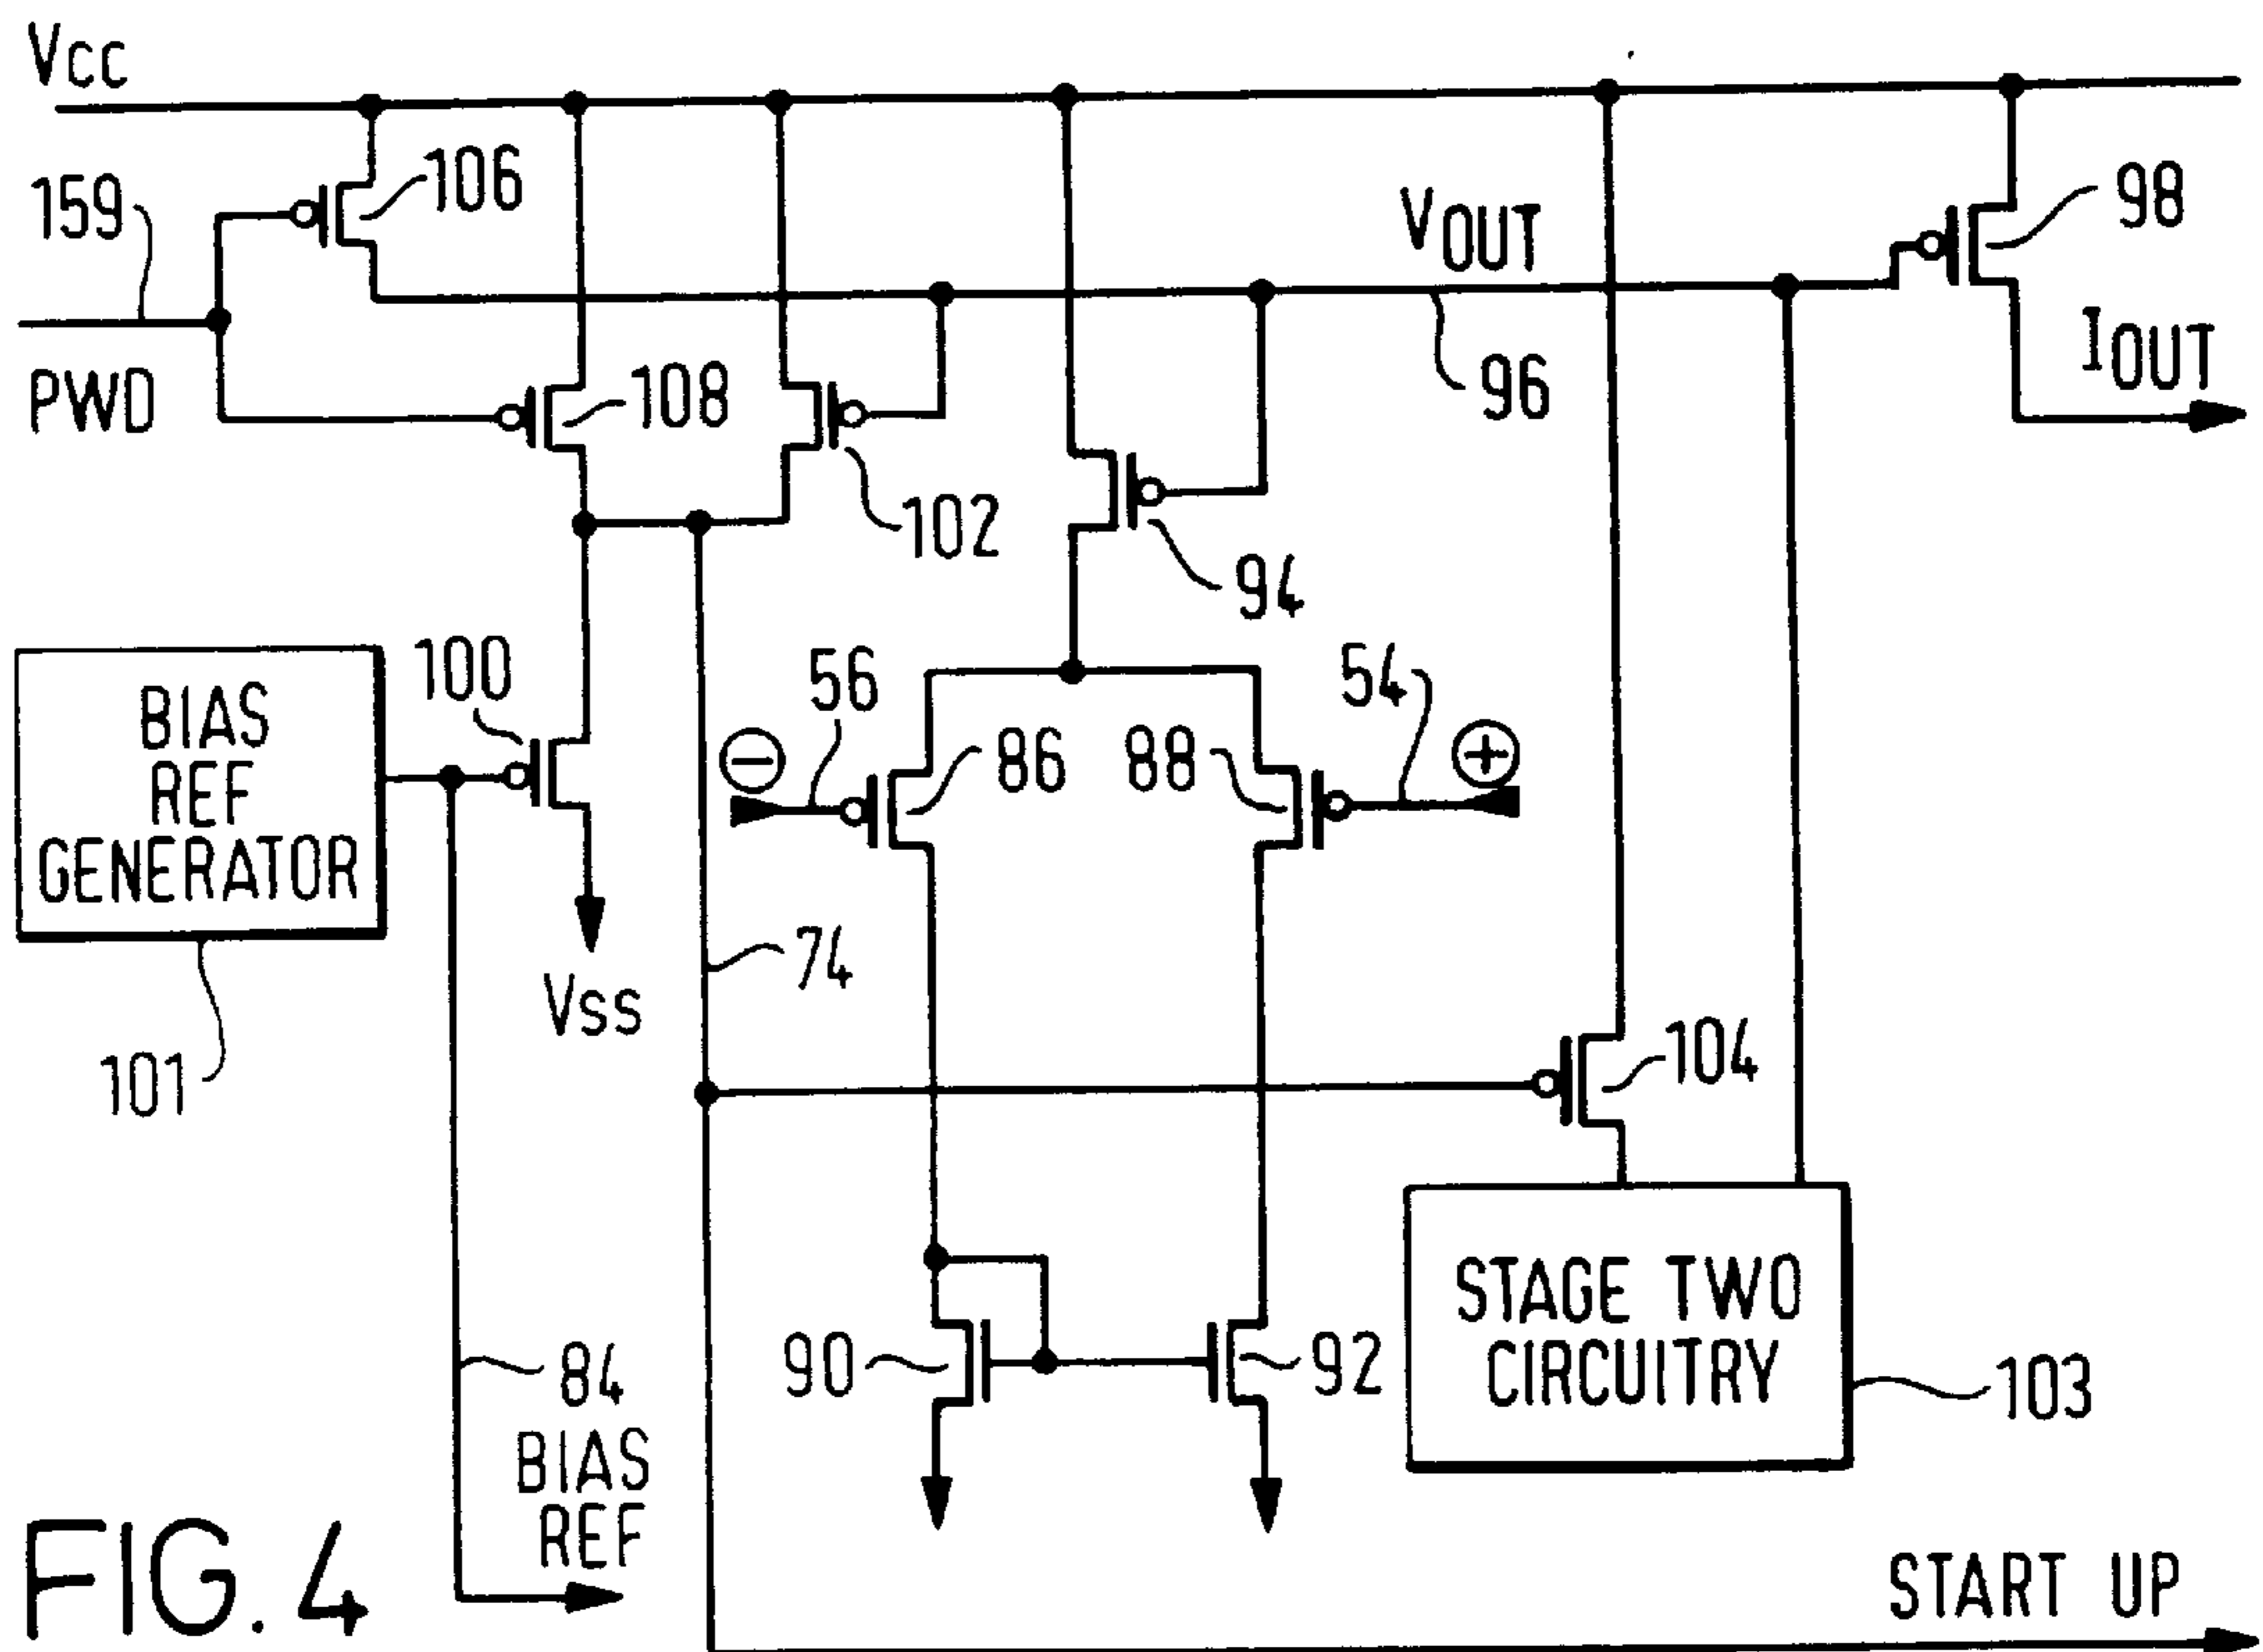 Vcc
106
159
98
VOUT
IOUT
PWD
108
96
102
94
BIAS
REF
GENERATOR
100
56
54
−
+
86
88
74
Vss
101
104
90
92
STAGE TWO
CIRCUITRY
103
84
BIAS
REF
FIG. 4
START UP